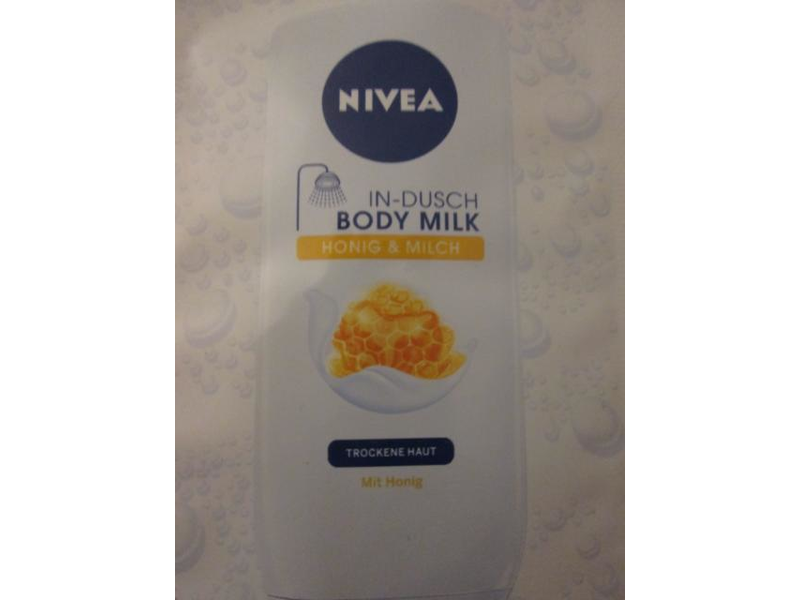 NIVEA
IN-DUSCH
BODY MILK
HONIG & MILCH
TROCKENE HAUT
Mit Honig